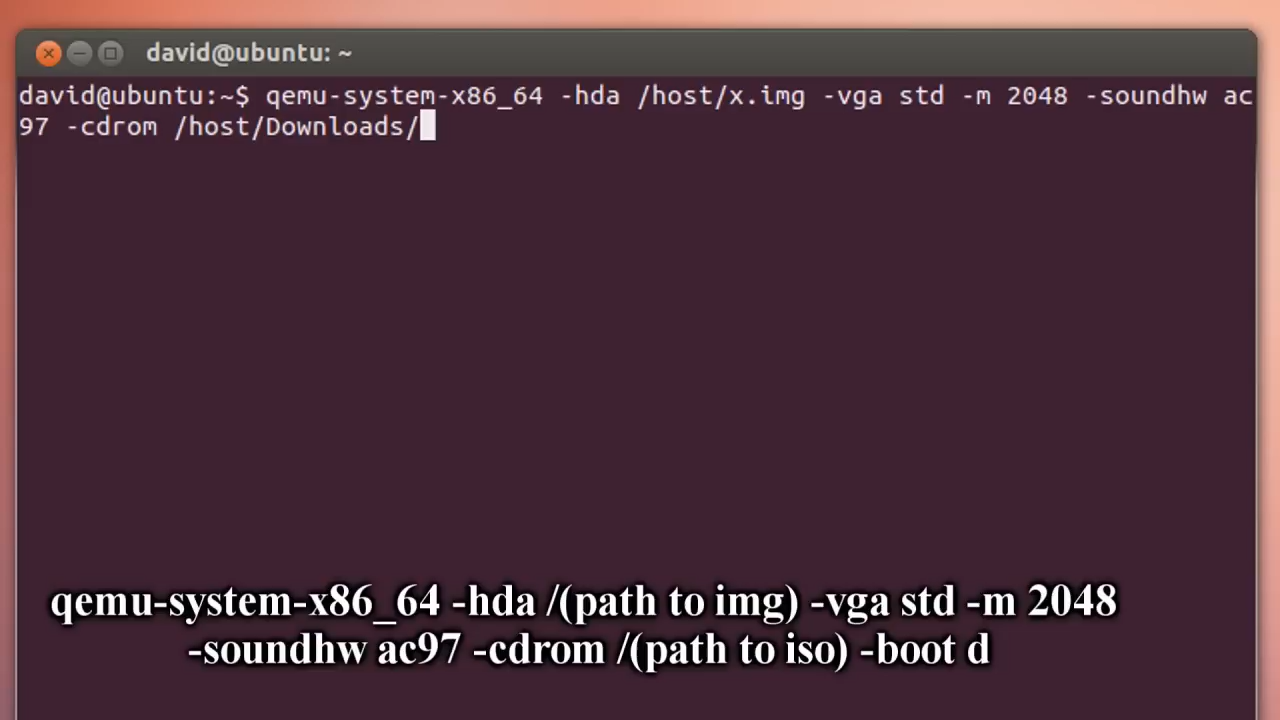 david@ubuntu: ~
david@ubuntu:~$ qemu-system-x86_64 -hda /host/x.img -vga std -m 2048 -soundhw ac
97 -cdrom /host/Downloads/
qemu-system-x86_64 -hda /(path to img) -vga std -m 2048
-soundhw ac97 -cdrom /(path to iso) -boot d